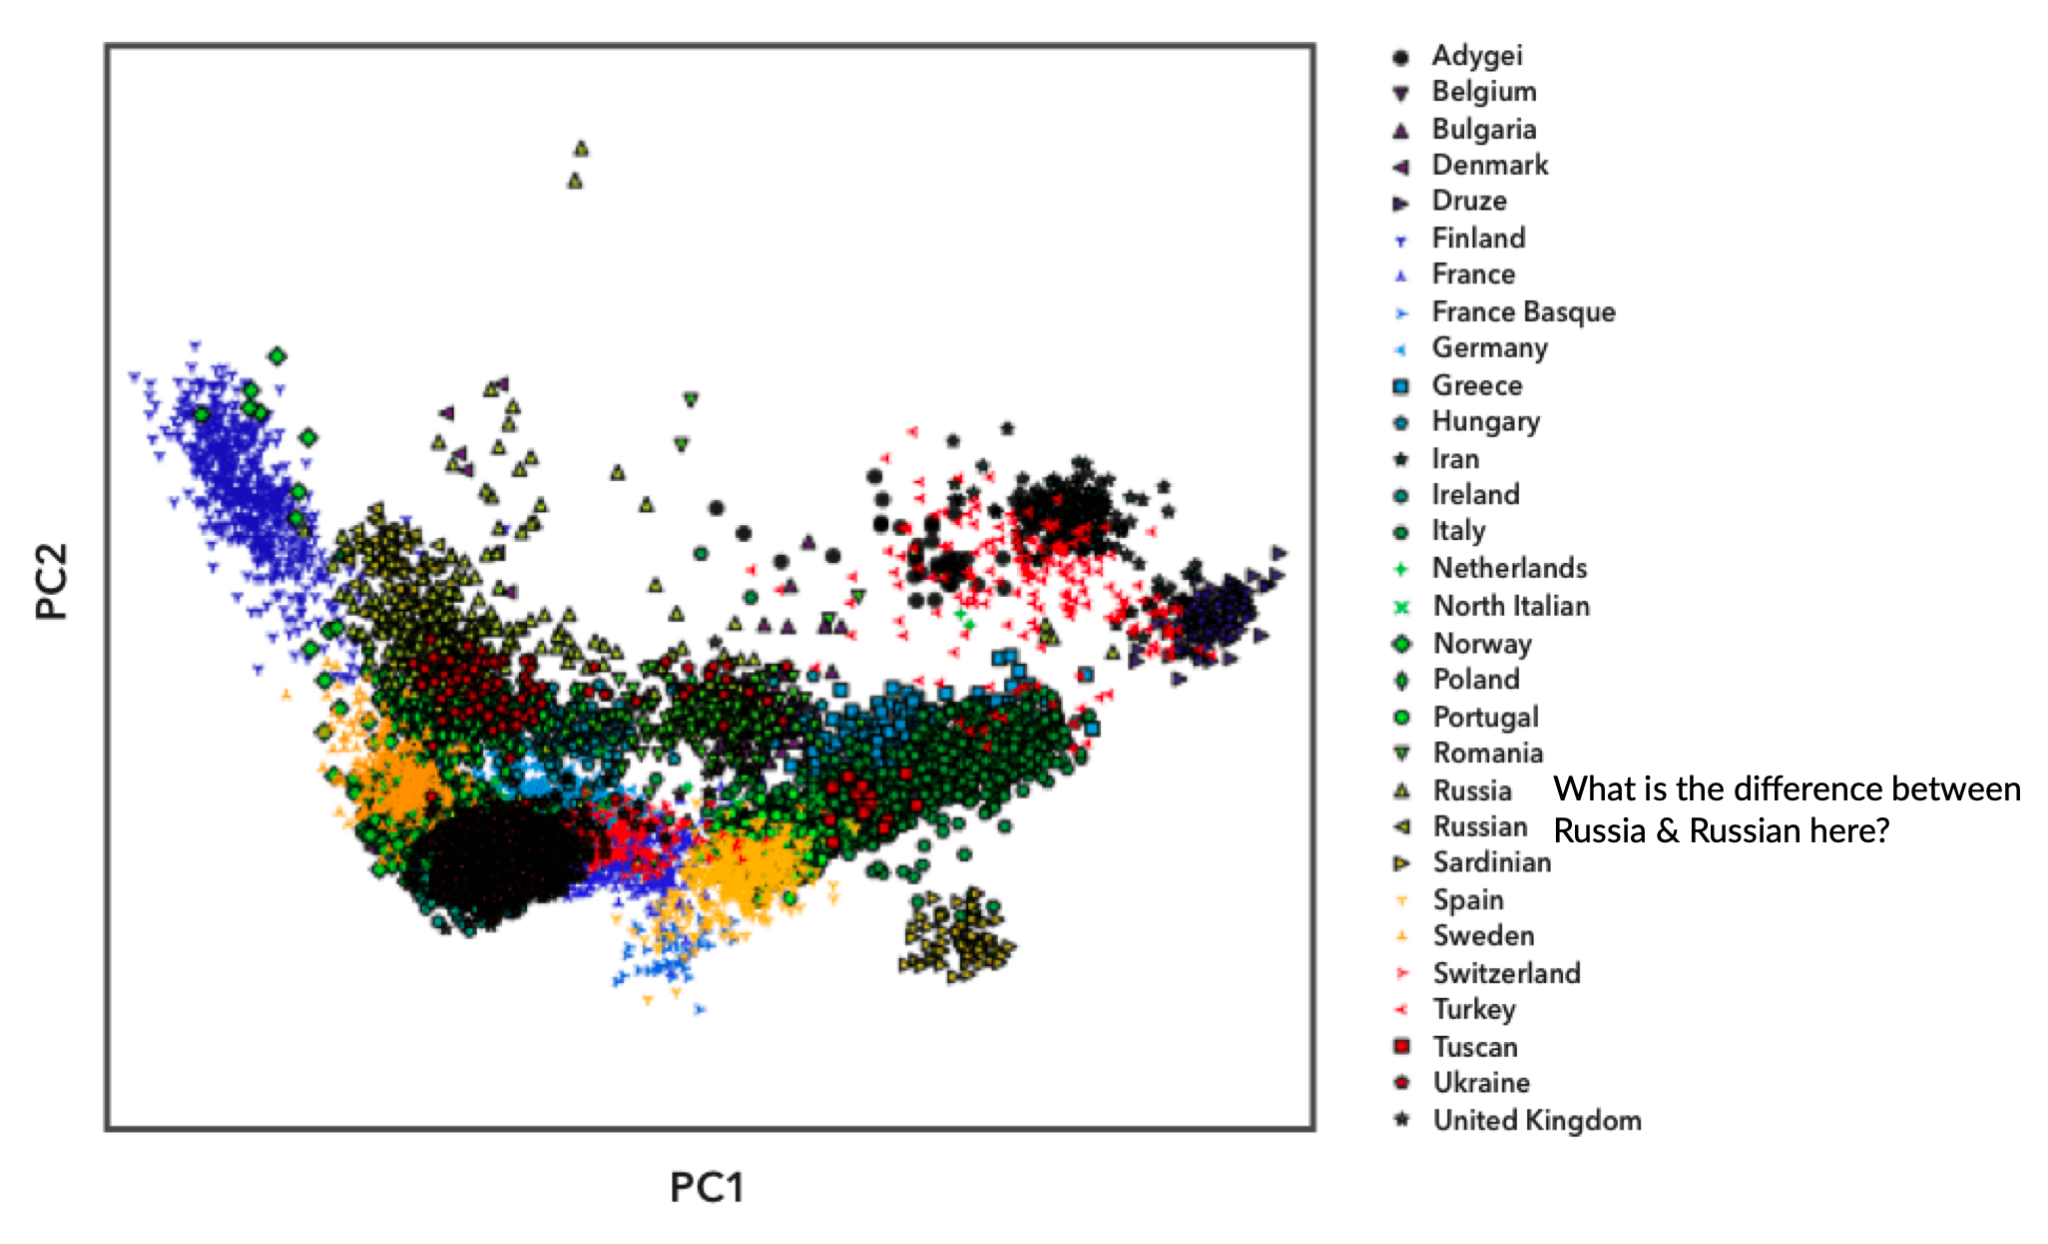 PC2
PC1
Adygei
Belgium
Bulgaria
Denmark
Druze
Finland
France
France Basque
Germany
Greece
Hungary
Iran
Ireland
Italy
Netherlands
North Italian
Norway
Poland
Portugal
Romania
Russia
Russian
Sardinian
Spain
Sweden
Switzerland
Turkey
Tuscan
Ukraine
United Kingdom
What is the difference between
Russia & Russian here?